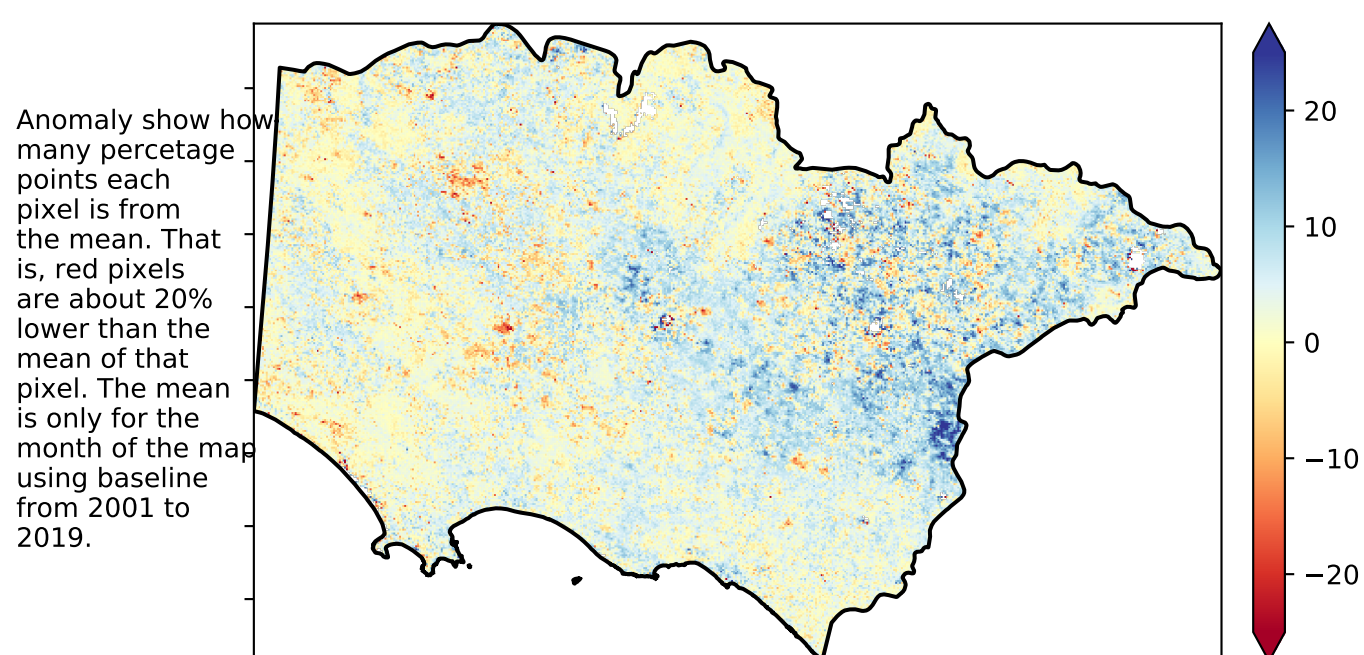 Anomaly show how
many percetage
points each
pixel is from
the mean. That
is, red pixels
are about 20%
lower than the
mean of that
pixel. The mean
is only for the
month of the map
using baseline
from 2001 to
2019.
20
10
0
−10
−20